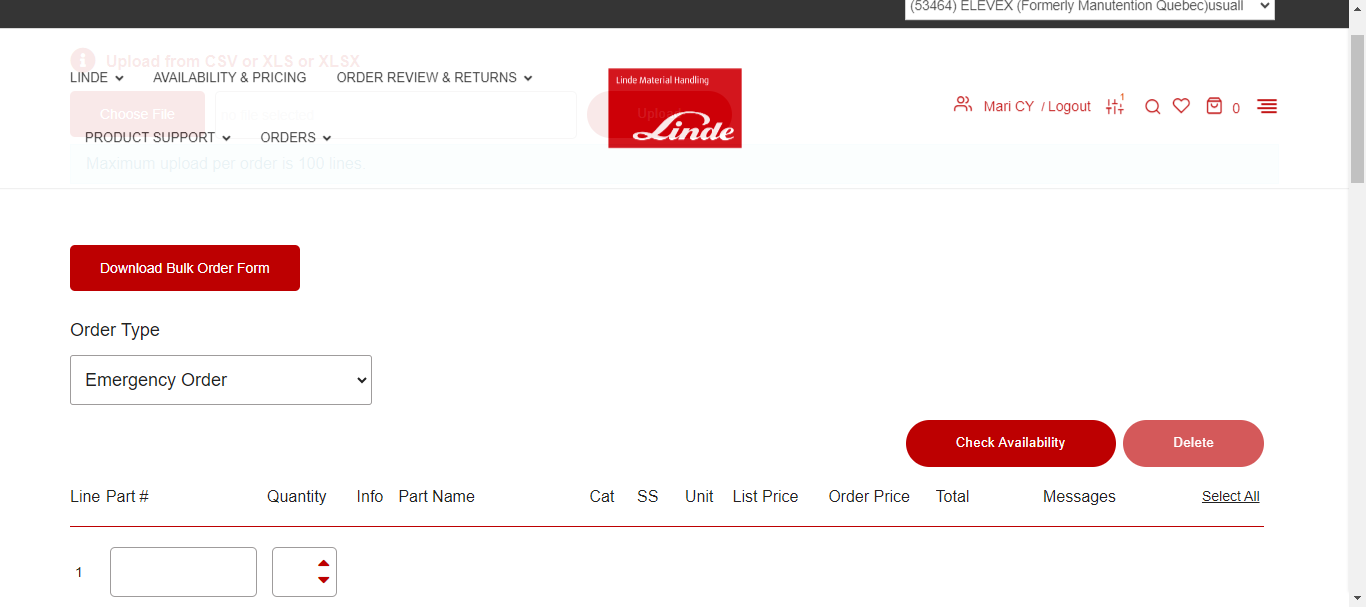 (53464) ELEVEX (Formerly Manutention Quebec)usuall
Upload from CSV or XLS or XLSX
LINDE
AVAILABILITY & PRICING
ORDER REVIEW & RETURNS
Linde Material Handling
Linde
Mari CY / Logout
1
0
Choose File
Upload
PRODUCT SUPPORT
ORDERS
Maximum upload per order is 100 lines.
Download Bulk Order Form
Order Type
Emergency Order
Check Availability
Delete
Line Part # Quantity Info Part Name Cat SS Unit List Price Order Price Total Messages Select All
1